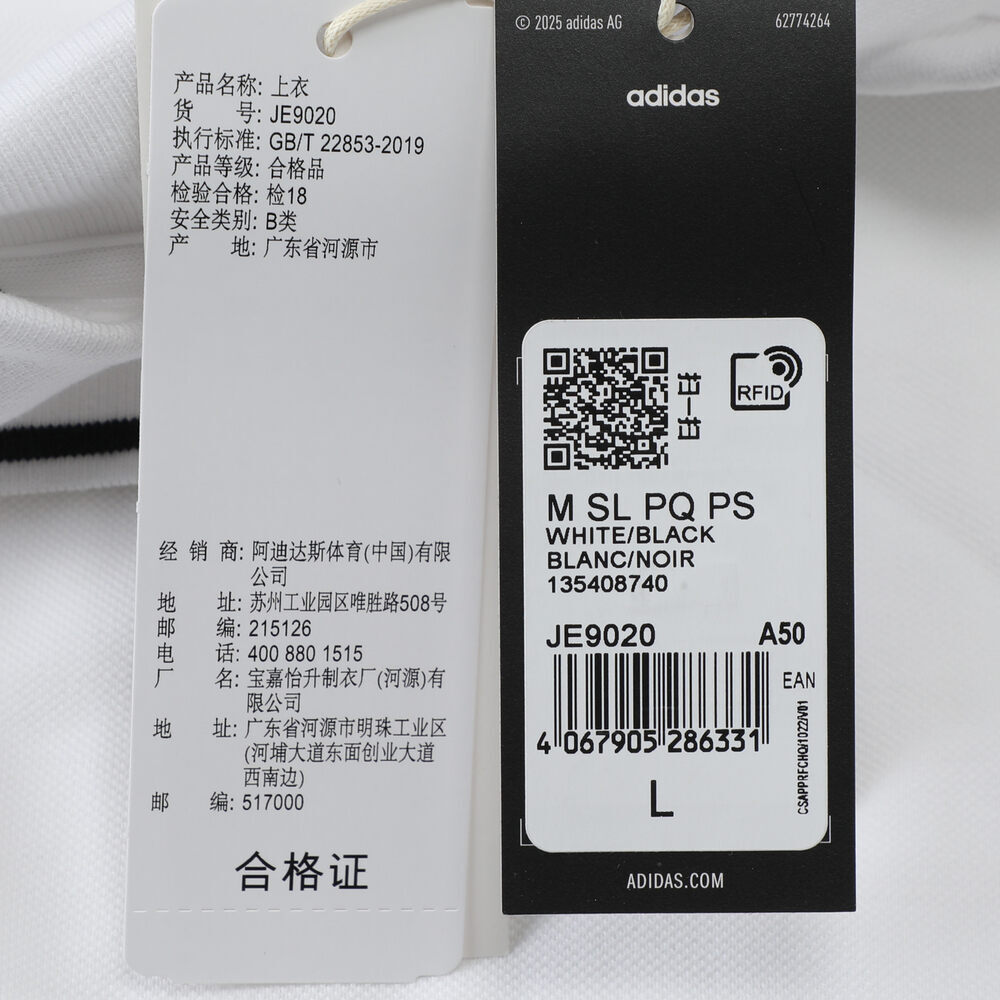 产品名称: 上衣
货 号: JE9020
执行标准: GB/T 22853-2019
产品等级: 合格品
检验合格: 检18
安全类别: B类
产 地: 广东省河源市
经 销 商: 阿迪达斯体育(中国)有限
公司
地 址: 苏州工业园区唯胜路508号
邮 编: 215126
电 话: 400 880 1515
厂 名: 宝嘉怡升制衣厂(河源)有
限公司
地 址: 广东省河源市明珠工业区
(河埔大道东面创业大道
西南边)
邮 编: 517000
合格证
© 2025 adidas AG 62774264
adidas
扫一扫
RFID
M SL PQ PS
WHITE/BLACK
BLANC/NOIR
135408740
JE9020 A50
EAN
4 067905 286331
L
CSAPPRFCHQ/1022/V01
ADIDAS.COM